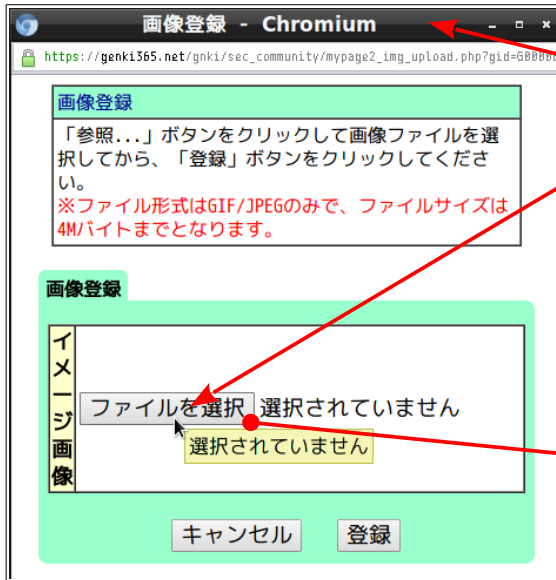 画像登録 - Chromium
https://genki365.net/gnki/sec_community/mypage2_img_upload.php?gid=G0000
画像登録
「参照...」ボタンをクリックして画像ファイルを選
択してから、「登録」ボタンをクリックしてくださ
い。
※ファイル形式はGIF/JPEGのみで、ファイルサイズは
4Mバイトまでとなります。
画像登録
イメージ画像
ファイルを選択 選択されていません
選択されていません
キャンセル 登録